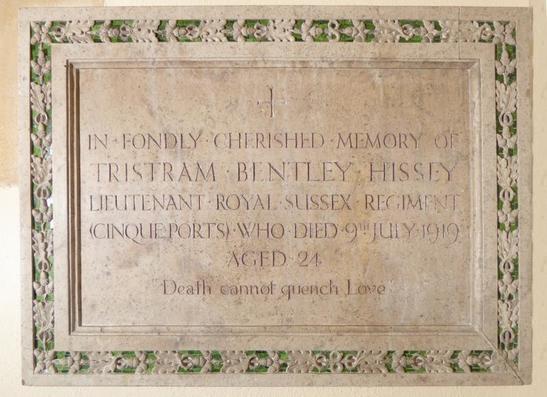 IN·FONDLY·CHERISHED·MEMORY OF
TRISTRAM·BENTLEY·HISSEY
LIEUTENANT·ROYAL·SUSSEX·REGIMENT
(CINQUE·PORTS)·WHO·DIED·9TH JULY·1919
AGED·24
"Death cannot quench Love"